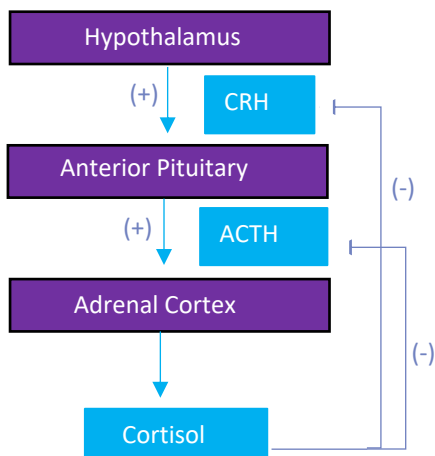 Hypothalamus
(+)
CRH
Anterior Pituitary
(-)
(+)
ACTH
Adrenal Cortex
(-)
Cortisol